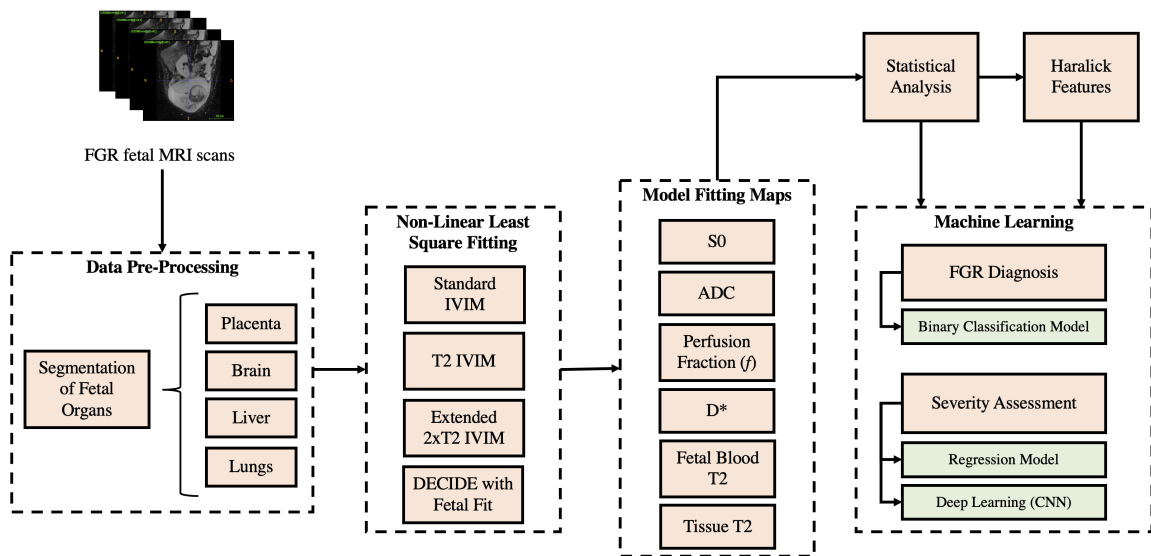 FGR fetal MRI scans
Data Pre-Processing
Segmentation
of Fetal
Organs
Placenta
Brain
Liver
Lungs
Non-Linear Least
Square Fitting
Standard
IVIM
T2 IVIM
Extended
2xT2 IVIM
DECIDE with
Fetal Fit
Model Fitting Maps
S0
ADC
Perfusion
Fraction (f)
D*
Fetal Blood
T2
Tissue T2
Statistical
Analysis
Haralick
Features
Machine Learning
FGR Diagnosis
Binary Classification Model
Severity Assessment
Regression Model
Deep Learning (CNN)